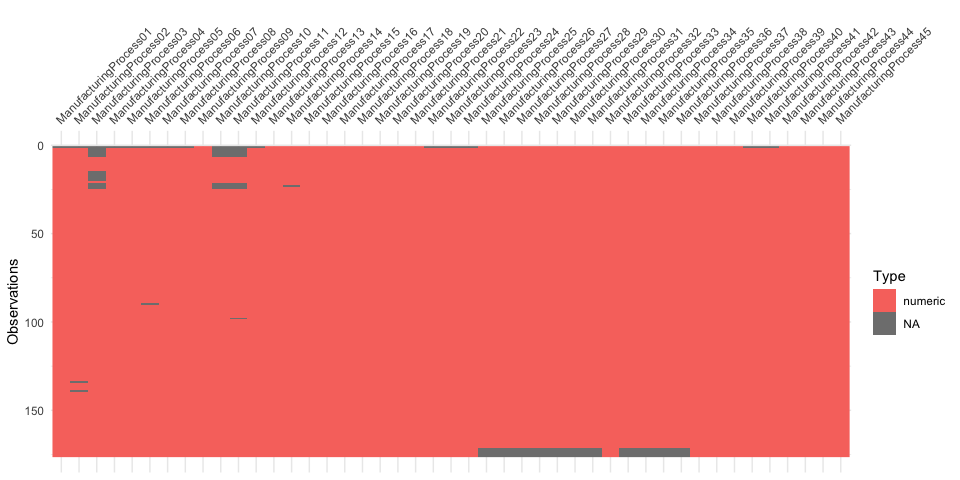 ManufacturingProcess01
ManufacturingProcess02
ManufacturingProcess03
ManufacturingProcess04
ManufacturingProcess05
ManufacturingProcess06
ManufacturingProcess07
ManufacturingProcess08
ManufacturingProcess09
ManufacturingProcess10
ManufacturingProcess11
ManufacturingProcess12
ManufacturingProcess13
ManufacturingProcess14
ManufacturingProcess15
ManufacturingProcess16
ManufacturingProcess17
ManufacturingProcess18
ManufacturingProcess19
ManufacturingProcess20
ManufacturingProcess21
ManufacturingProcess22
ManufacturingProcess23
ManufacturingProcess24
ManufacturingProcess25
ManufacturingProcess26
ManufacturingProcess27
ManufacturingProcess28
ManufacturingProcess29
ManufacturingProcess30
ManufacturingProcess31
ManufacturingProcess32
ManufacturingProcess33
ManufacturingProcess34
ManufacturingProcess35
ManufacturingProcess36
ManufacturingProcess37
ManufacturingProcess38
ManufacturingProcess39
ManufacturingProcess40
ManufacturingProcess41
ManufacturingProcess42
ManufacturingProcess43
ManufacturingProcess44
ManufacturingProcess45
0
50
100
150
Observations
Type
numeric
NA